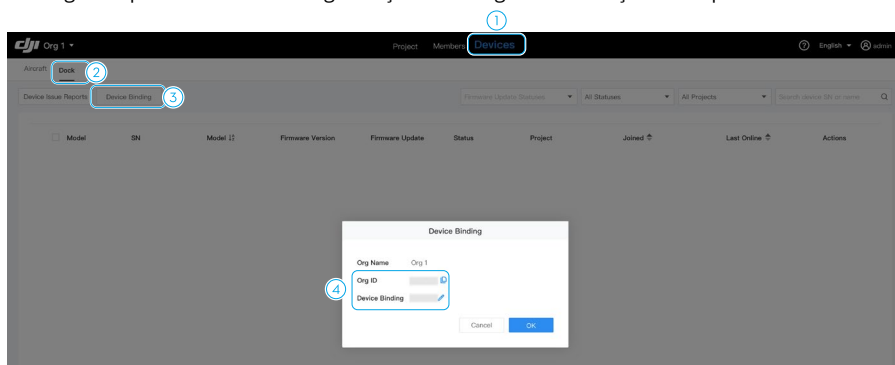 1
dji Org 1 Project Members Devices English admin
Aircraft Dock 2
Device Issue Reports Device Binding 3 Firmware Update Statuses All Statuses All Projects Search device SN or name
Model SN Model Firmware Version Firmware Update Status Project Joined Last Online Actions
Device Binding
Org Name Org 1
Org ID
4
Device Binding
Cancel OK